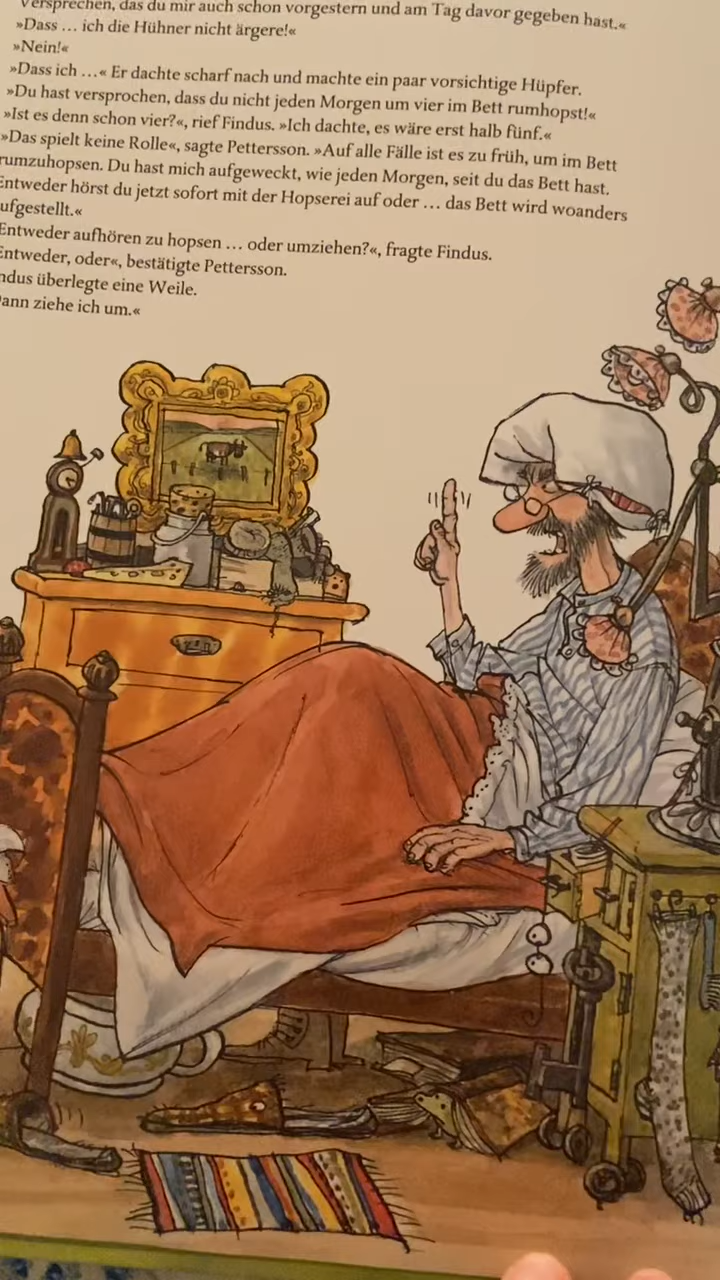 Versprechen, das du mir auch schon vorgestern und am Tag davor gegeben hast.«
»Dass … ich die Hühner nicht ärgere!«
»Nein!«
»Dass ich …« Er dachte scharf nach und machte ein paar vorsichtige Hüpfer.
»Du hast versprochen, dass du nicht jeden Morgen um vier im Bett rumhopst!«
»Ist es denn schon vier?«, rief Findus. »Ich dachte, es wäre erst halb fünf.«
»Das spielt keine Rolle«, sagte Pettersson. »Auf alle Fälle ist es zu früh, um im Bett
rumzuhopsen. Du hast mich aufgeweckt, wie jeden Morgen, seit du das Bett hast.
Entweder hörst du jetzt sofort mit der Hopserei auf oder … das Bett wird woanders
ufgestellt.«
Entweder aufhören zu hopsen … oder umziehen?«, fragte Findus.
Entweder, oder«, bestätigte Pettersson.
ndus überlegte eine Weile.
ann ziehe ich um.«